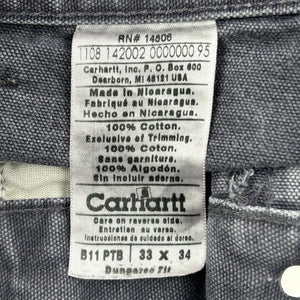 RN# 14806
1108 142002 0000000 95
Carhartt, Inc. P.O. Box 600
Dearborn, MI 48121 USA
Made in Nicaragua.
Fabriqué au Nicaragua.
Hecho en Nicaragua.
100% Cotton.
Exclusive of Trimming.
100% Coton.
Sans garniture.
100% Algodón.
Sin incluir adornos.
Carhartt
Care on reverse side.
Entretien au verso.
Instrucciones de cuidado al dorso.
B11 PTB 33 X 34
Dungaree Fit